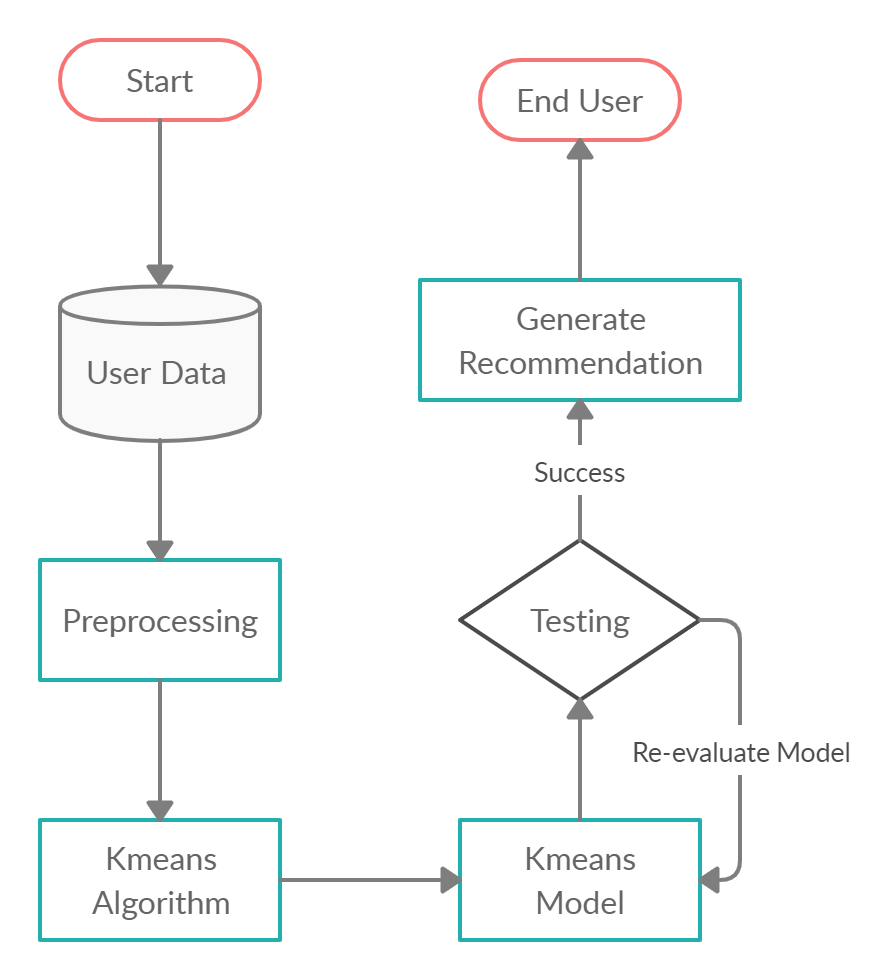 Start
User Data
Preprocessing
Kmeans
Algorithm
Kmeans
Model
Re-evaluate Model
Testing
Success
Generate
Recommendation
End User